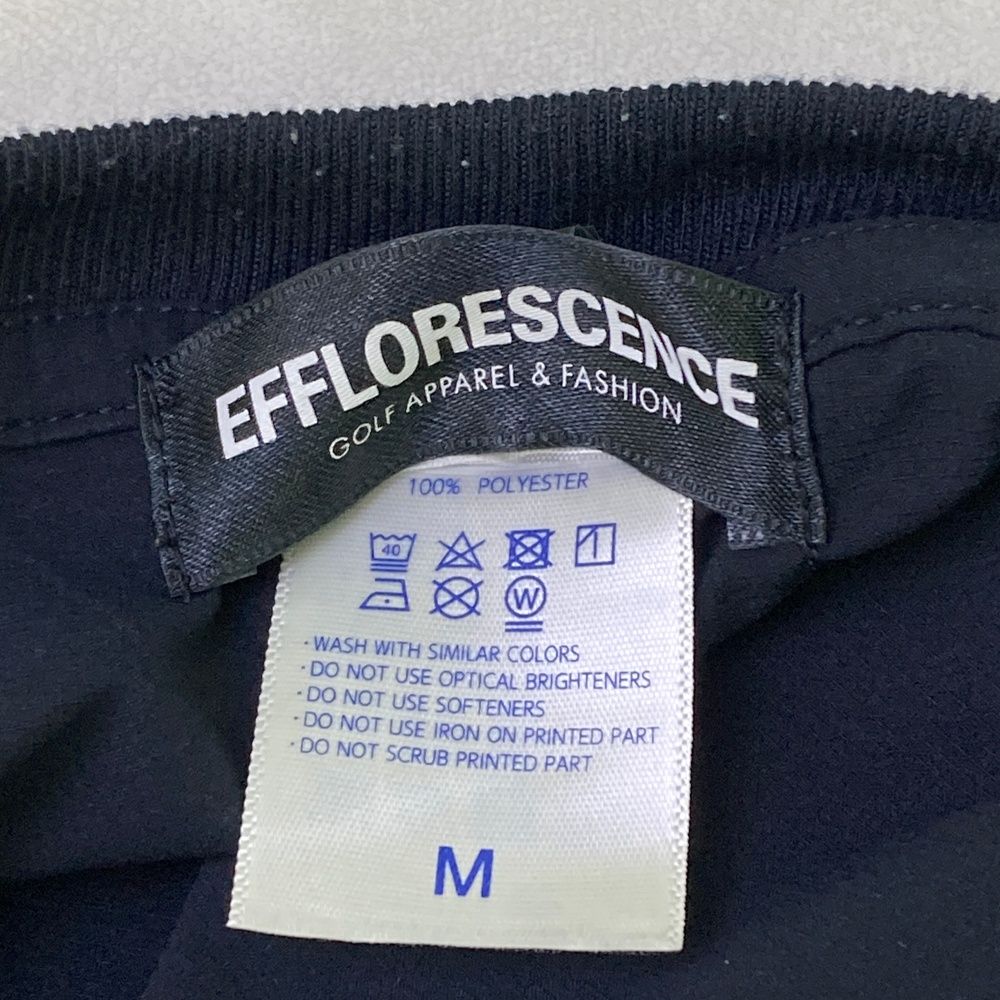 EFFLORESCENCE
GOLF APPAREL & FASHION
100% POLYESTER
40
W
· WASH WITH SIMILAR COLORS
· DO NOT USE OPTICAL BRIGHTENERS
· DO NOT USE SOFTENERS
· DO NOT USE IRON ON PRINTED PART
· DO NOT SCRUB PRINTED PART
M